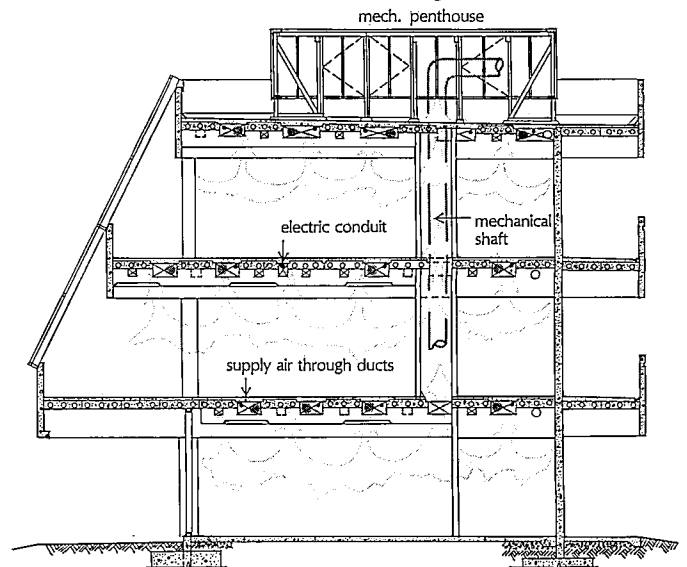 mech. penthouse
electric conduit
mechanical
shaft
supply air through ducts